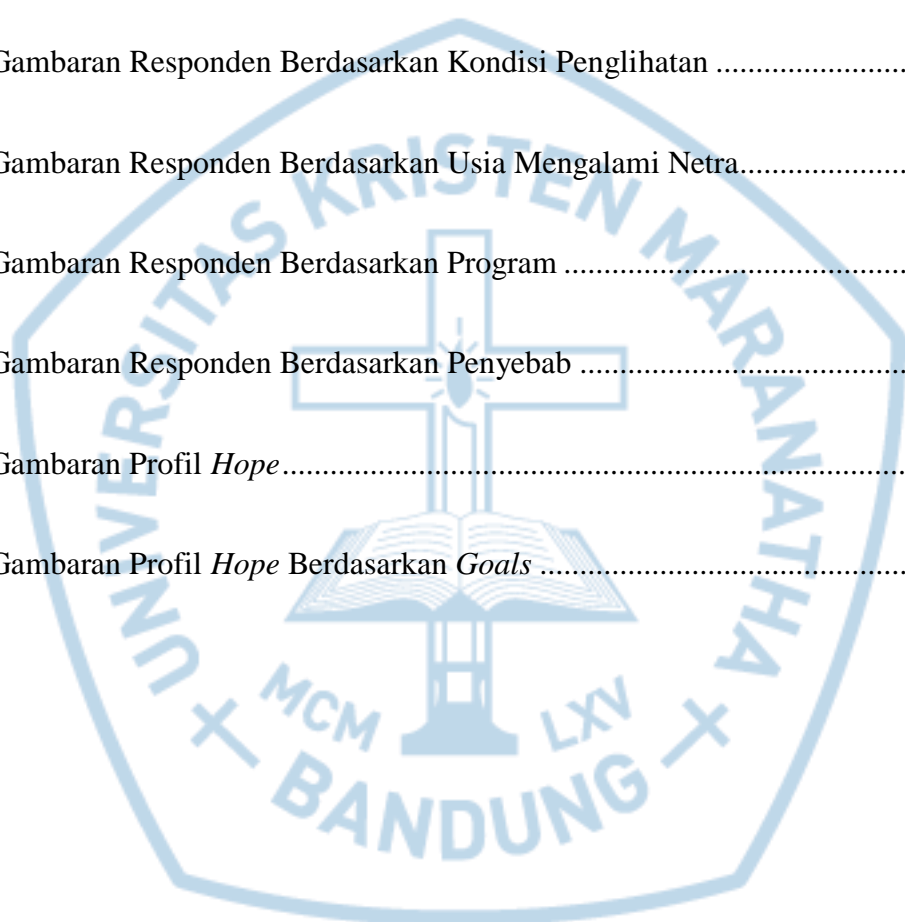 Gambaran Responden Berdasarkan Kondisi Penglihatan .......................
Gambaran Responden Berdasarkan Usia Mengalami Netra....................
Gambaran Responden Berdasarkan Program ..........................................
Gambaran Responden Berdasarkan Penyebab ........................................
Gambaran Profil Hope...............................................................................
Gambaran Profil Hope Berdasarkan Goals .............................................
UNIVERSITAS KRISTEN MARANATHA
MCM LXV
BANDUNG